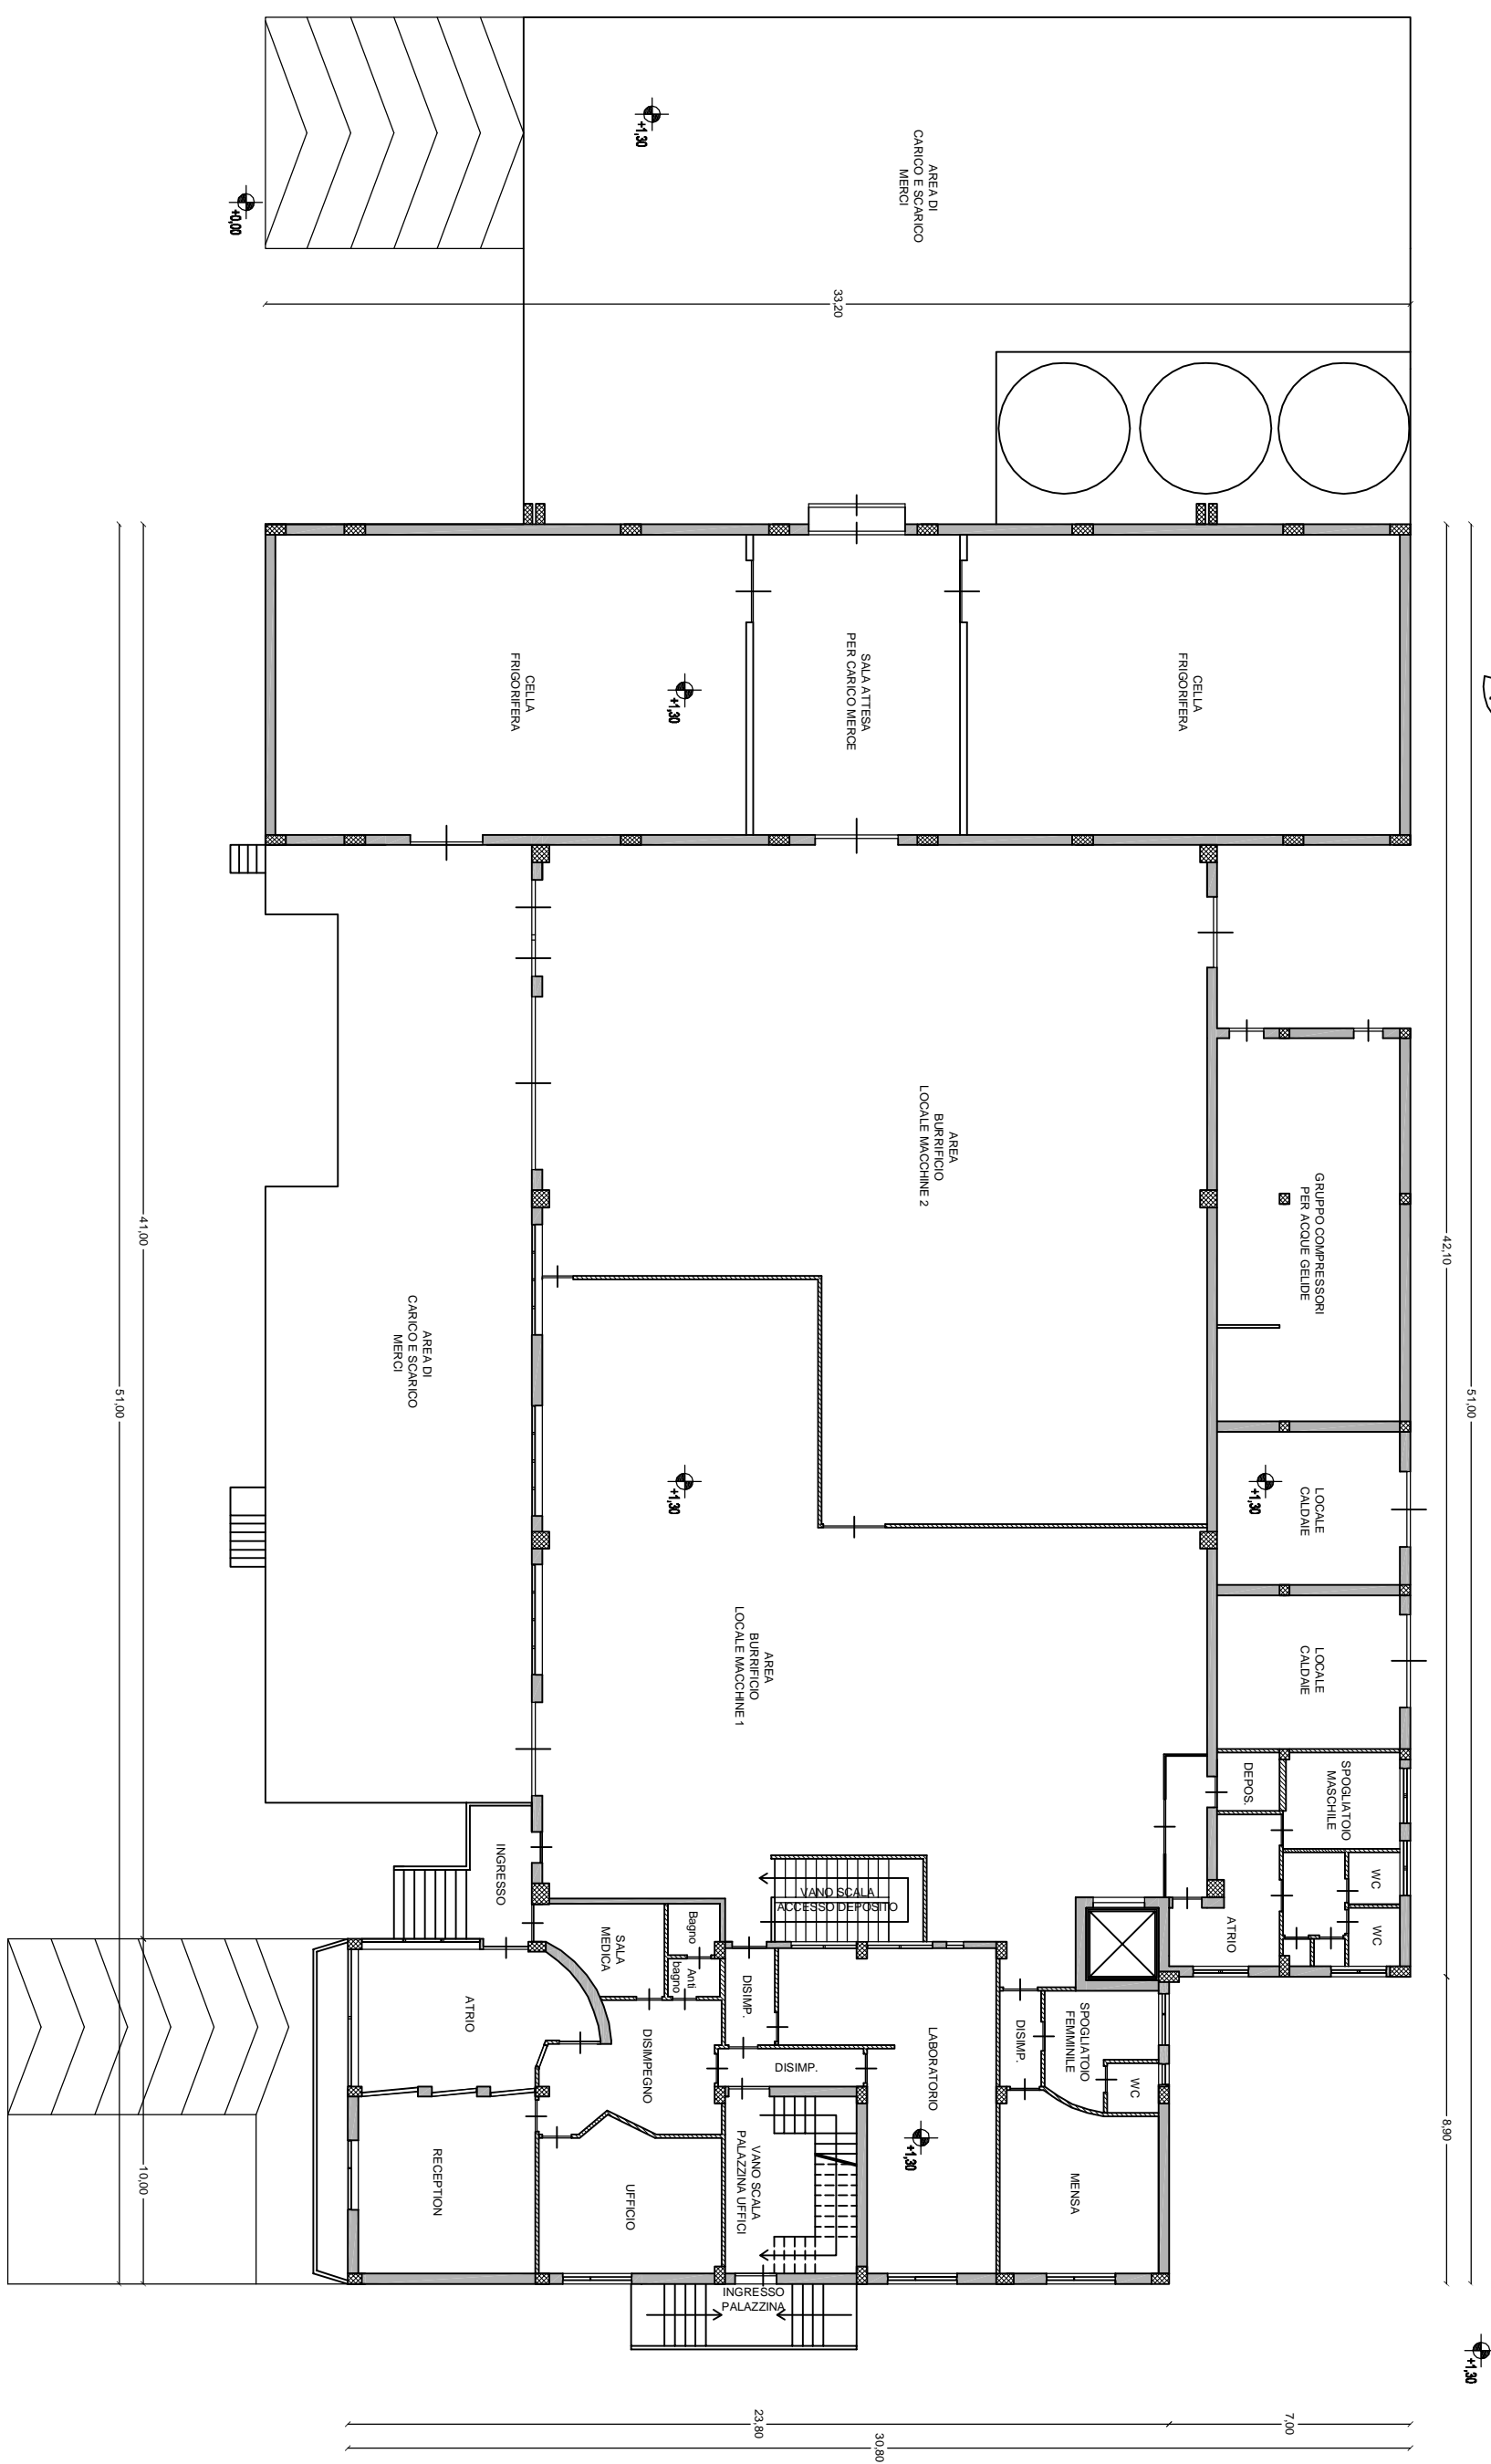 AREA DI
CARICO E SCARICO
MERCI
+1,30
+0,00
33,20
CELLA
FRIGORIFERA
SALA ATTESA
PER CARICO MERCE
+1,30
CELLA
FRIGORIFERA
AREA
BURRIFICIO
LOCALE MACCHINE 2
GRUPPO COMPRESSORI
PER ACQUE GELIDE
42,10
51,00
41,00
51,00
AREA DI
CARICO E SCARICO
MERCI
+1,30
LOCALE
CALDAIE
+1,30
LOCALE
CALDAIE
AREA
BURRIFICIO
LOCALE MACCHINE 1
DEPOS.
SPOGLIATOIO
MASCHILE
WC
WC
ATRIO
INGRESSO
VANO SCALA
ACCESSO DEPOSITO
SALA
MEDICA
Bagno
Anti
bagno
DISIMP.
ATRIO
DISIMPEGNO
DISIMP.
LABORATORIO
DISIMP.
SPOGLIATOIO
FEMMINILE
WC
+1,30
MENSA
RECEPTION
UFFICIO
VANO SCALA
PALAZZINA UFFICI
INGRESSO
PALAZZINA
8,90
10,00
+1,30
23,80
7,00
30,80